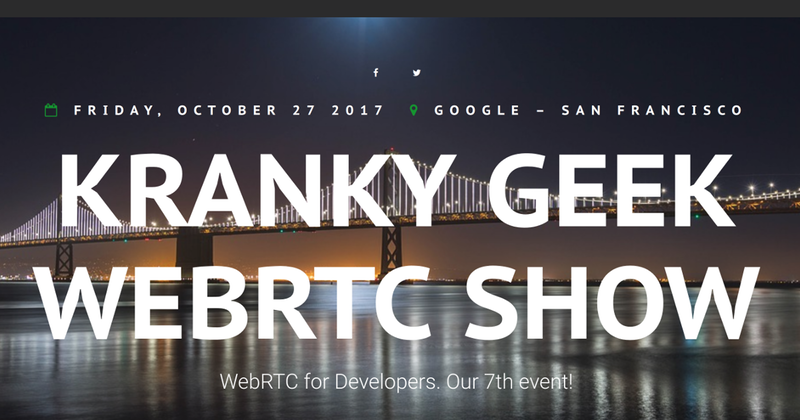 FRIDAY, OCTOBER 27 2017 GOOGLE – SAN FRANCISCO
KRANKY GEEK
WEBRTC SHOW
WebRTC for Developers. Our 7th event!